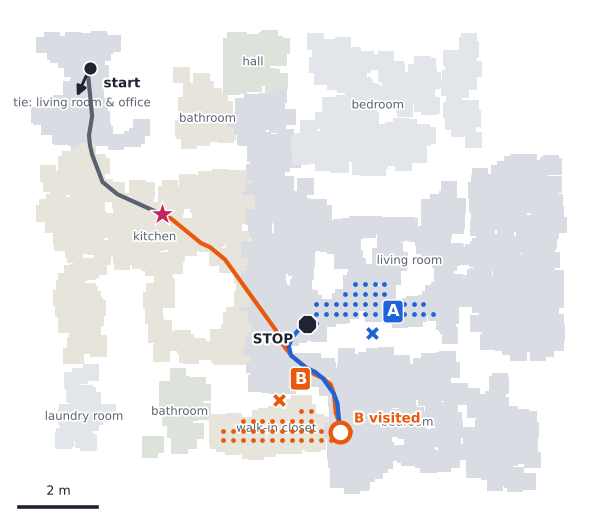 hall
start
tie: living room & office
bedroom
bathroom
kitchen
living room
A
STOP
B
B visited
bedroom
laundry room
bathroom
walk-in closet
2 m